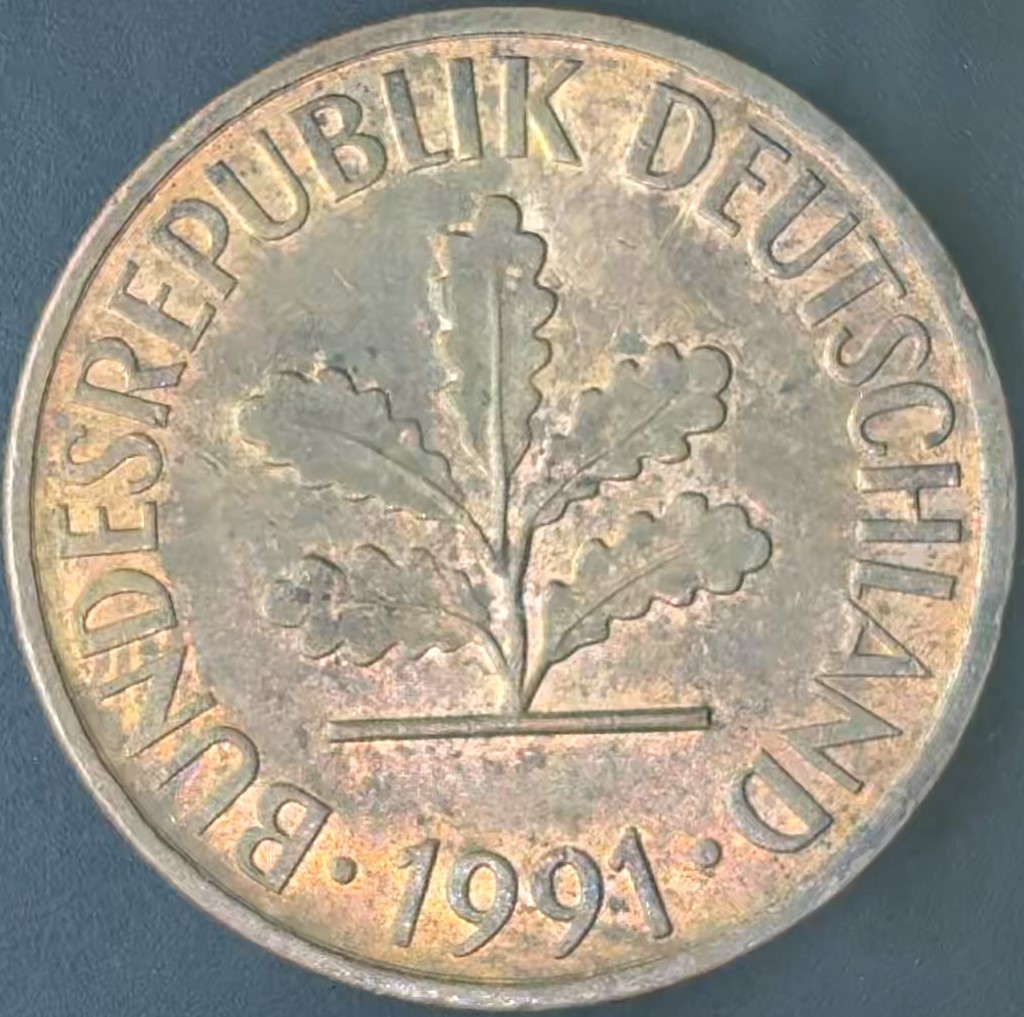 BUNDESREPUBLIK DEUTSCHLAND
· 1991 ·